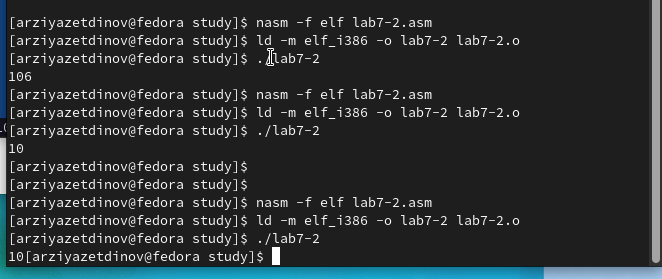 [arziyazetdinov@fedora study]$ nasm -f elf lab7-2.asm
[arziyazetdinov@fedora study]$ ld -m elf_i386 -o lab7-2 lab7-2.o
[arziyazetdinov@fedora study]$ ./lab7-2
106
[arziyazetdinov@fedora study]$ nasm -f elf lab7-2.asm
[arziyazetdinov@fedora study]$ ld -m elf_i386 -o lab7-2 lab7-2.o
[arziyazetdinov@fedora study]$ ./lab7-2
10
[arziyazetdinov@fedora study]$
[arziyazetdinov@fedora study]$
[arziyazetdinov@fedora study]$ nasm -f elf lab7-2.asm
[arziyazetdinov@fedora study]$ ld -m elf_i386 -o lab7-2 lab7-2.o
[arziyazetdinov@fedora study]$ ./lab7-2
10[arziyazetdinov@fedora study]$